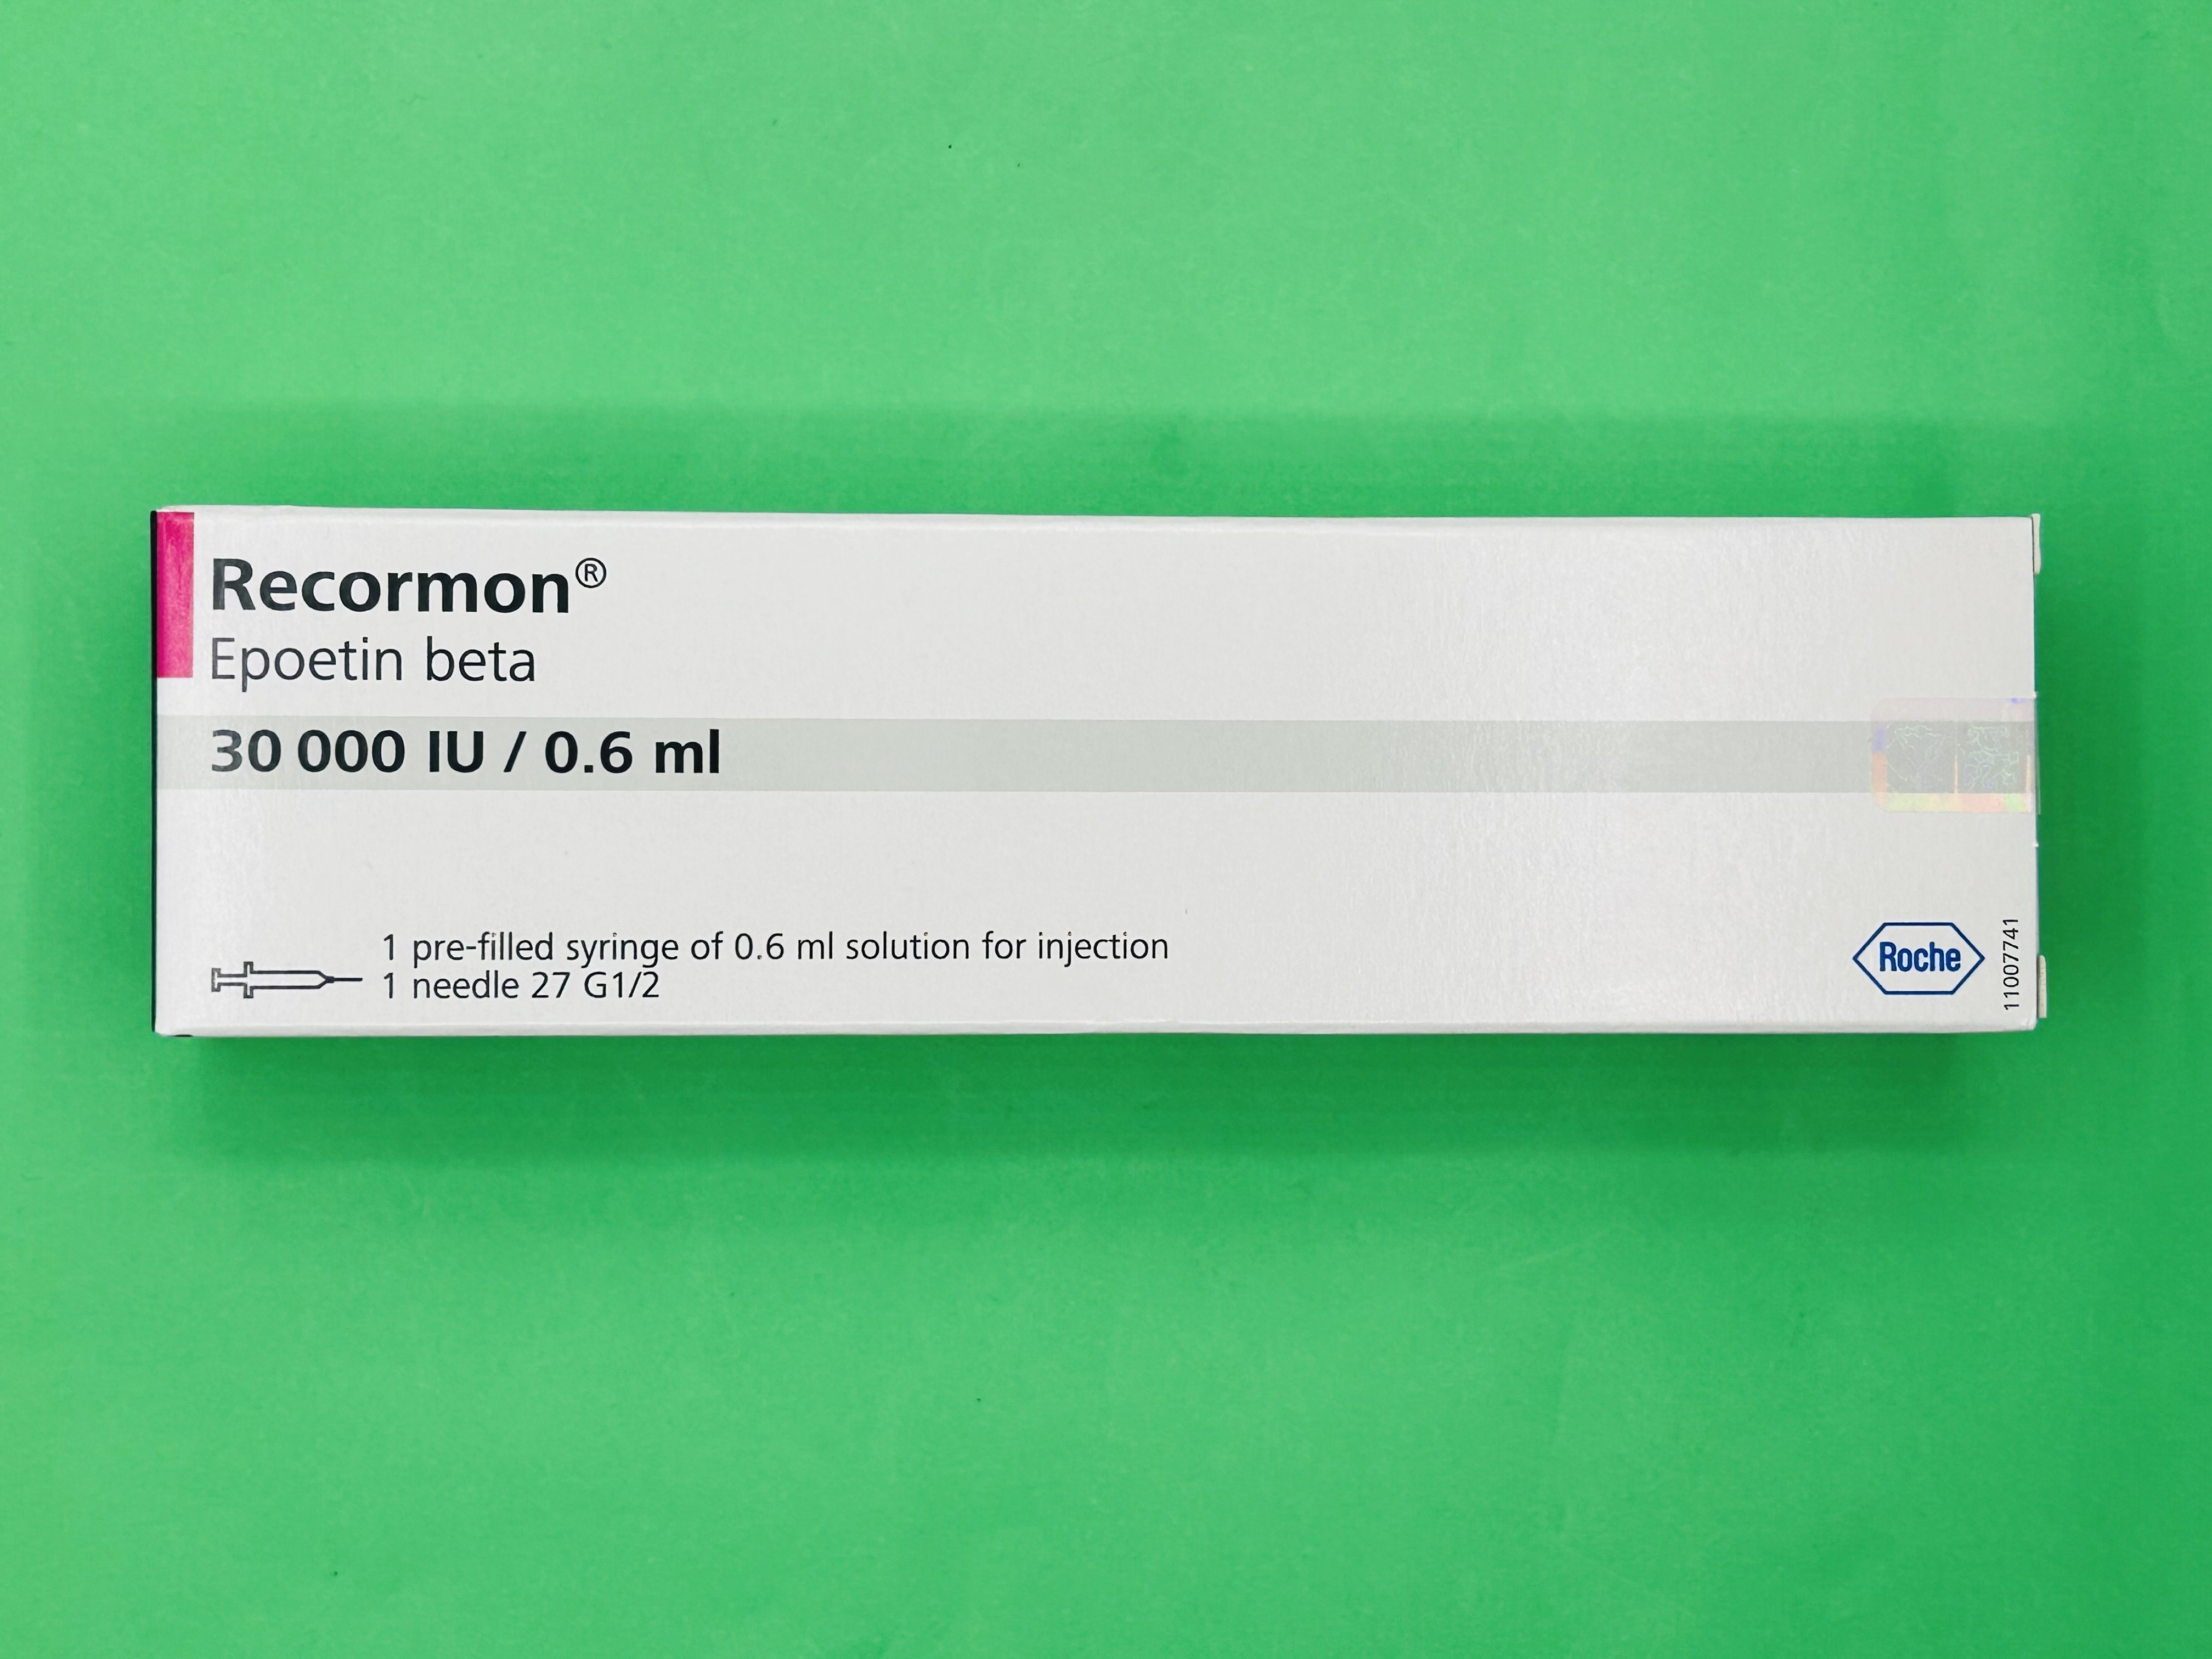 Recormon®
Epoetin beta
30 000 IU / 0.6 ml
1 pre-filled syringe of 0.6 ml solution for injection
1 needle 27 G1/2
Roche
11007741